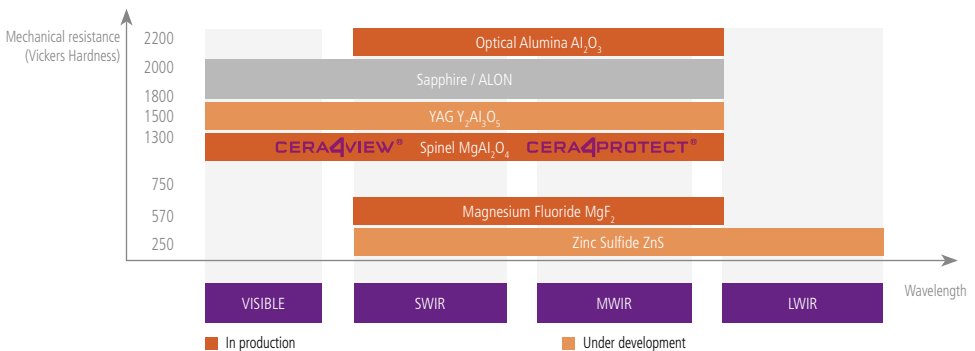 Mechanical resistance
(Vickers Hardness)
2200
Optical Alumina Al₂O₃
2000
Sapphire / ALON
1800
1500
YAG Y₂Al₃O₅
1300
CERA4VIEW® Spinel MgAl₂O₄ CERA4PROTECT®
750
570
Magnesium Fluoride MgF₂
250
Zinc Sulfide ZnS
Wavelength
VISIBLE SWIR MWIR LWIR
In production Under development